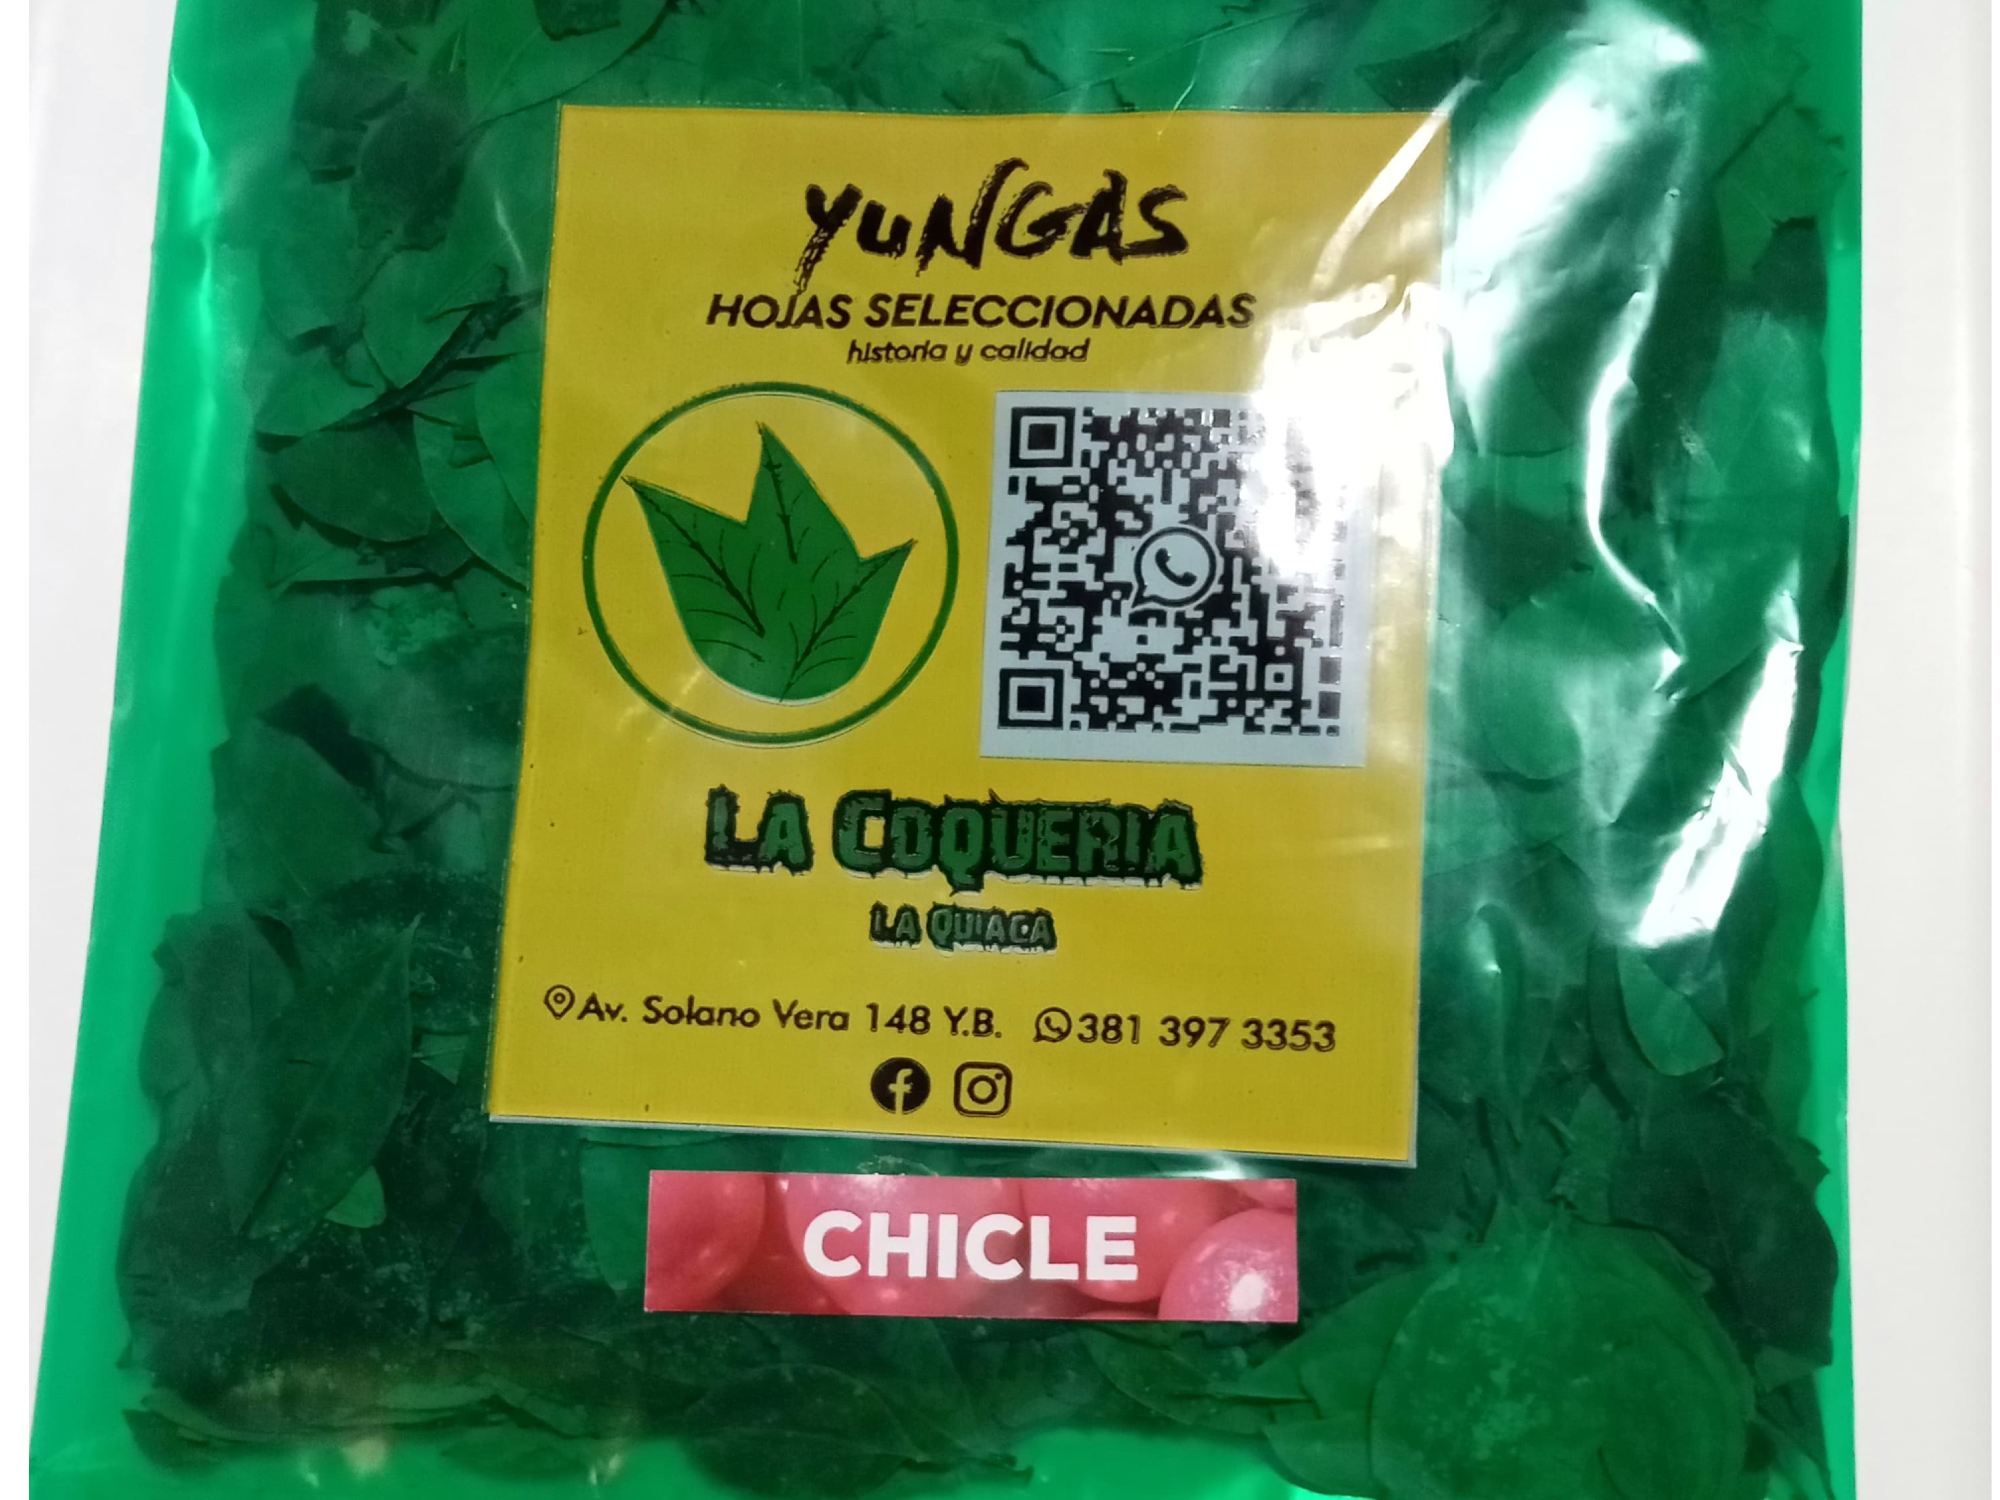 YUNGAS
HOJAS SELECCIONADAS
historia y calidad
LA COQUERIA
LA QUIACA
Av. Solano Vera 148 Y.B. 381 397 3353
CHICLE